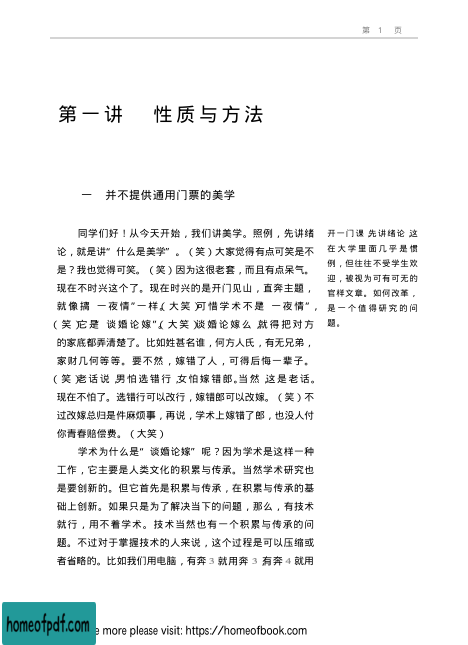 第 1 页
第一讲 性质与方法
一 并不提供通用门票的美学
同学们好！从今天开始，我们讲美学。照例，先讲绪
论，就是讲“什么是美学”。（笑）大家觉得有点可笑是不
是？我也觉得可笑。（笑）因为这很老套，而且有点呆气。
现在不时兴这个了。现在时兴的是开门见山，直奔主题，
就像搞“一夜情”一样。（大笑）可惜学术不是“一夜情”，
（笑）它是“谈婚论嫁”。（大笑）谈婚论嫁么，就得把对方
的家底都弄清楚了。比如姓甚名谁，何方人氏，有无兄弟，
家财几何等等。要不然，嫁错了人，可得后悔一辈子。
（笑）老话说，男怕选错行，女怕嫁错郎。当然，这是老话。
现在不怕了。选错行可以改行，嫁错郎可以改嫁。（笑）不
过改嫁总归是件麻烦事，再说，学术上嫁错了郎，也没人付
你青春赔偿费。（大笑）
学术为什么是“谈婚论嫁”呢？因为学术是这样一种
工作，它主要是人类文化的积累与传承。当然学术研究也
是要创新的。但它首先是积累与传承，在积累与传承的基
础上创新。如果只是为了解决当下的问题，那么，有技术
就行，用不着学术。技术当然也有一个积累与传承的问
题。不过对于掌握技术的人来说，这个过程是可以压缩或
者省略的。比如我们用电脑，有奔3就用奔3，有奔4就用
开一门课，先讲绪论，这
在大学里面几乎是惯
例，但往往不受学生欢
迎，被视为可有可无的
官样文章。如何改革，
是一个值得研究的问
题。
homeofpdf.com
e more please visit: https://homeofbook.com